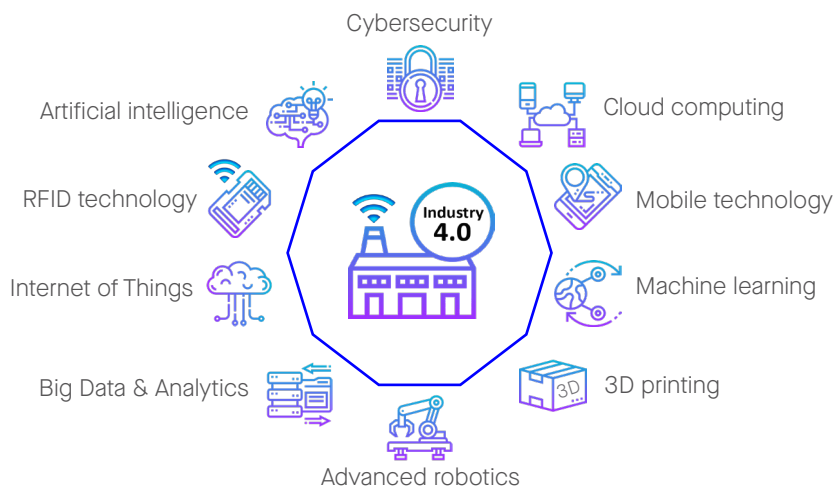 Cybersecurity
Artificial intelligence
Cloud computing
RFID technology
Mobile technology
Industry
4.0
Internet of Things
Machine learning
Big Data & Analytics
3D
3D printing
Advanced robotics